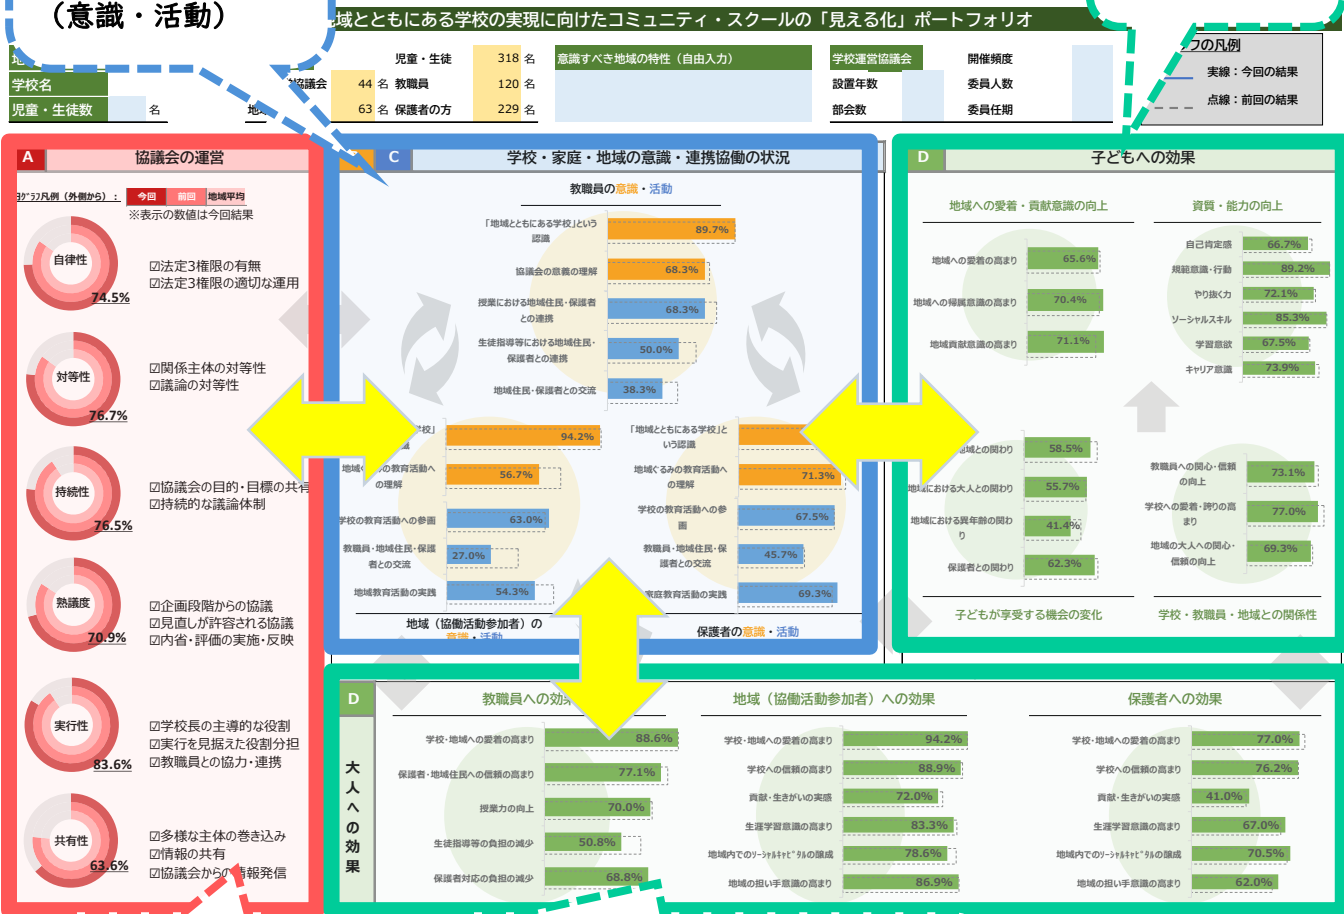 (意識・活動)
域とともにある学校の実現に向けたコミュニティ・スクールの「見える化」ポートフォリオ
児童・生徒 318 名
意識すべき地域の特性（自由入力）
学校運営協議会
開催頻度
フの凡例
学校名
協議会 44 名 教職員 120 名
設置年数
委員人数
実線：今回の結果
児童・生徒数 名
63 名 保護者の方 229 名
部会数
委員任期
点線：前回の結果
A 協議会の運営
(外側から)：
今回 前回 地域平均
※表示の数値は今回結果
自律性
74.5%
☑法定3権限の有無
☑法定3権限の適切な運用
対等性
76.7%
☑関係主体の対等性
☑議論の対等性
持続性
76.5%
☑協議会の目的・目標の共有
☑持続的な議論体制
熟議度
70.9%
☑企画段階からの協議
☑見直しが許容される協議
☑内省・評価の実施・反映
実行性
83.6%
☑学校長の主導的な役割
☑実行を見据えた役割分担
☑教職員との協力・連携
共有性
63.6%
☑多様な主体の巻き込み
☑情報の共有
☑協議会からの情報発信
C 学校・家庭・地域の意識・連携協働の状況
教職員の意識・活動
「地域とともにある学校」という
認識
89.7%
協議会の意義の理解 68.3%
授業における地域住民・保護者
との連携
68.3%
生徒指導等における地域住民・
保護者との連携
50.0%
地域住民・保護者との交流 38.3%
94.2%
の教育活動へ
の理解
56.7%
学校の教育活動への参画 63.0%
教職員・地域住民・保護
者との交流
27.0%
地域教育活動の実践 54.3%
地域（協働活動参加者）の
意識・活動
「地域とともにある学校」と
いう認識
地域ぐるみの教育活動へ
の理解
71.3%
学校の教育活動への参
画
67.5%
教職員・地域住民・保
護者との交流
45.7%
家庭教育活動の実践 69.3%
保護者の意識・活動
D 子どもへの効果
地域への愛着・貢献意識の向上
地域への愛着の高まり 65.6%
地域への帰属意識の高まり 70.4%
地域貢献意識の高まり 71.1%
資質・能力の向上
自己肯定感 66.7%
規範意識・行動 89.2%
やり抜く力 72.1%
ソーシャルスキル 85.3%
学習意欲 67.5%
キャリア意識 73.9%
地域との関わり 58.5%
地域における大人との関わり 55.7%
地域における異年齢の関わ
り
41.4%
保護者との関わり 62.3%
子どもが享受する機会の変化
教職員への関心・信頼
の向上
73.1%
学校への愛着・誇りの高
まり
77.0%
地域の大人への関心・
信頼の向上
69.3%
学校・教職員・地域との関係性
D
大人への効果
教職員への効果
学校・地域への愛着の高まり 88.6%
保護者・地域住民への信頼の高まり 77.1%
授業力の向上 70.0%
生徒指導等の負担の減少 50.8%
保護者対応の負担の減少 68.8%
地域（協働活動参加者）への効果
学校・地域への愛着の高まり 94.2%
学校への信頼の高まり 88.9%
貢献・生きがいの実感 72.0%
生涯学習意識の高まり 83.3%
地域内でのソーシャルキャピタルの醸成 78.6%
地域の担い手意識の高まり 86.9%
保護者への効果
学校・地域への愛着の高まり 77.0%
学校への信頼の高まり 76.2%
貢献・生きがいの実感 41.0%
生涯学習意識の高まり 67.0%
地域内でのソーシャルキャピタルの醸成 70.5%
地域の担い手意識の高まり 62.0%